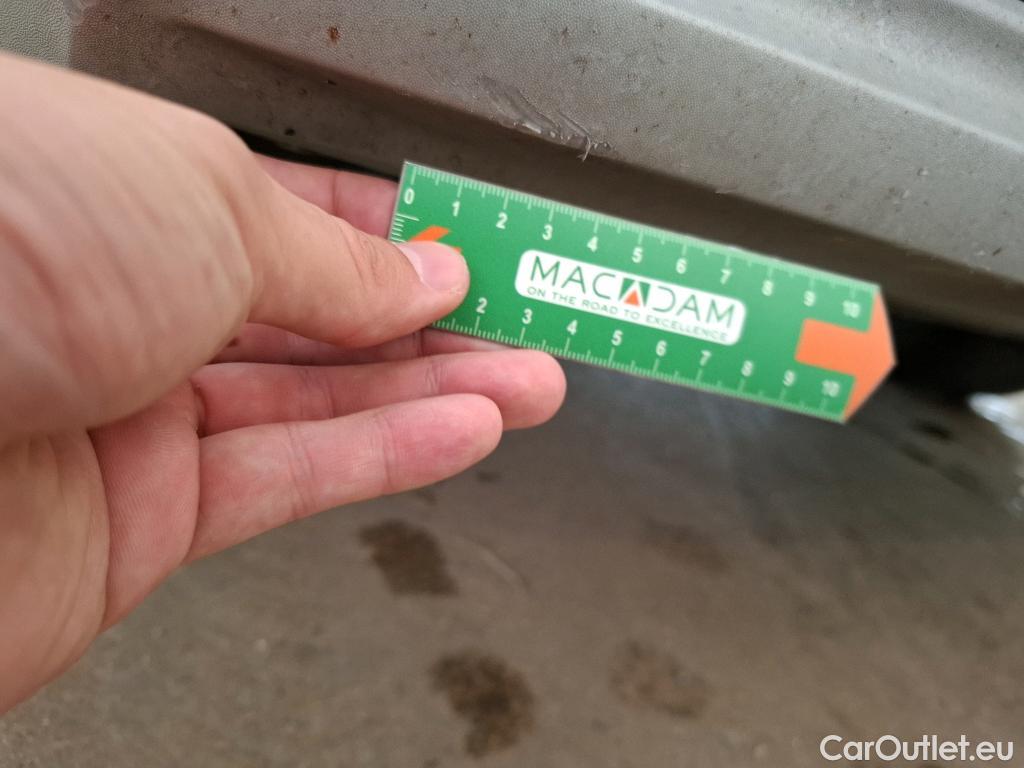 0 1 2 3 4 5 6 7 8 9 10
MACADAM
ON THE ROAD TO EXCELLENCE
2 3 4 5 6 7 8 9 10
CarOutlet.eu